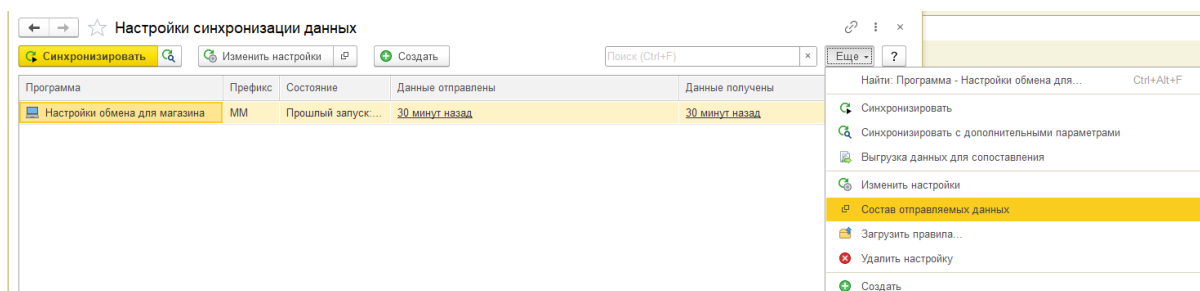 Настройки синхронизации данных
Синхронизировать Изменить настройки Создать Поиск (Ctrl+F) × Еще ?
Программа Префикс Состояние Данные отправлены Данные получены
Настройки обмена для магазина ММ Прошлый запуск:... 30 минут назад 30 минут назад
Найти: Программа - Настройки обмена для... Ctrl+Alt+F
Синхронизировать
Синхронизировать с дополнительными параметрами
Выгрузка данных для сопоставления
Изменить настройки
Состав отправляемых данных
Загрузить правила...
Удалить настройку
Создать